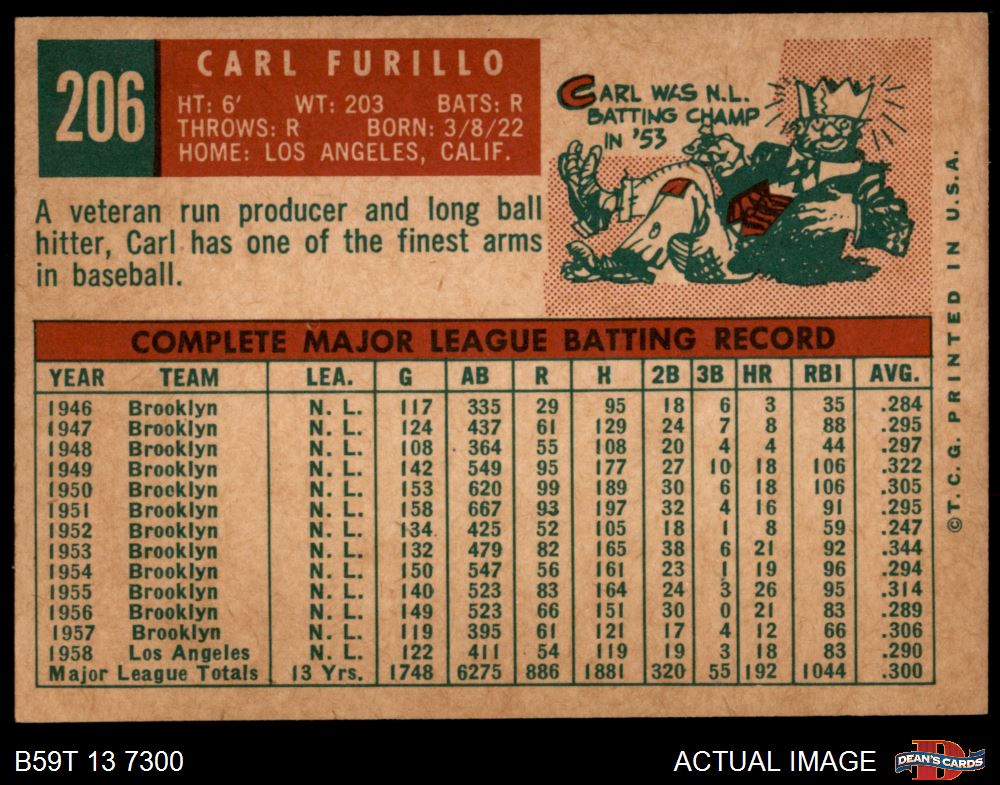 206
CARL FURILLO
HT: 6' WT: 203 BATS: R
THROWS: R BORN: 3/8/22
HOME: LOS ANGELES, CALIF.
CARL WAS N.L.
BATTING CHAMP
IN '53
A veteran run producer and long ball
hitter, Carl has one of the finest arms
in baseball.
COMPLETE MAJOR LEAGUE BATTING RECORD
YEAR TEAM LEA. G AB R H 2B 3B HR RBI AVG.
1946 Brooklyn N. L. 117 335 29 95 18 6 3 35 .284
1947 Brooklyn N. L. 124 437 61 129 24 7 8 88 .295
1948 Brooklyn N. L. 108 364 55 108 20 4 4 44 .297
1949 Brooklyn N. L. 142 549 95 177 27 10 18 106 .322
1950 Brooklyn N. L. 153 620 99 189 30 6 18 106 .305
1951 Brooklyn N. L. 158 667 93 197 32 4 16 91 .295
1952 Brooklyn N. L. 134 425 52 105 18 1 8 59 .247
1953 Brooklyn N. L. 132 479 82 165 38 6 21 92 .344
1954 Brooklyn N. L. 150 547 56 161 23 1 19 96 .294
1955 Brooklyn N. L. 140 523 83 164 24 3 26 95 .314
1956 Brooklyn N. L. 149 523 66 151 30 0 21 83 .289
1957 Brooklyn N. L. 119 395 61 121 17 4 12 66 .306
1958 Los Angeles N. L. 122 411 54 119 19 3 18 83 .290
Major League Totals 13 Yrs. 1748 6275 886 1881 320 55 192 1044 .300
©T. C. G. PRINTED IN U.S.A.
B59T 13 7300
ACTUAL IMAGE
DEAN'S CARDS